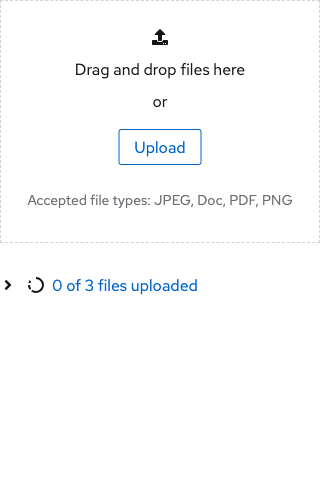 Drag and drop files here
or
Upload
Accepted file types: JPEG, Doc, PDF, PNG
0 of 3 files uploaded